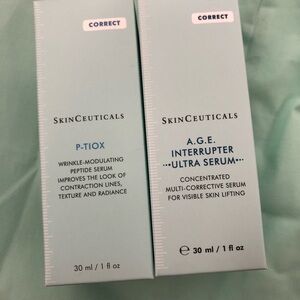 CORRECT
SKINCEUTICALS
P-TIOX
WRINKLE-MODULATING
PEPTIDE SERUM
IMPROVES THE LOOK OF
CONTRACTION LINES,
TEXTURE AND RADIANCE
30 ml / 1 fl oz
CORRECT
SKINCEUTICALS
A.G.E.
INTERRUPTER
ULTRA SERUM
CONCENTRATED
MULTI-CORRECTIVE SERUM
FOR VISIBLE SKIN LIFTING
℮ 30 ml / 1 fl oz